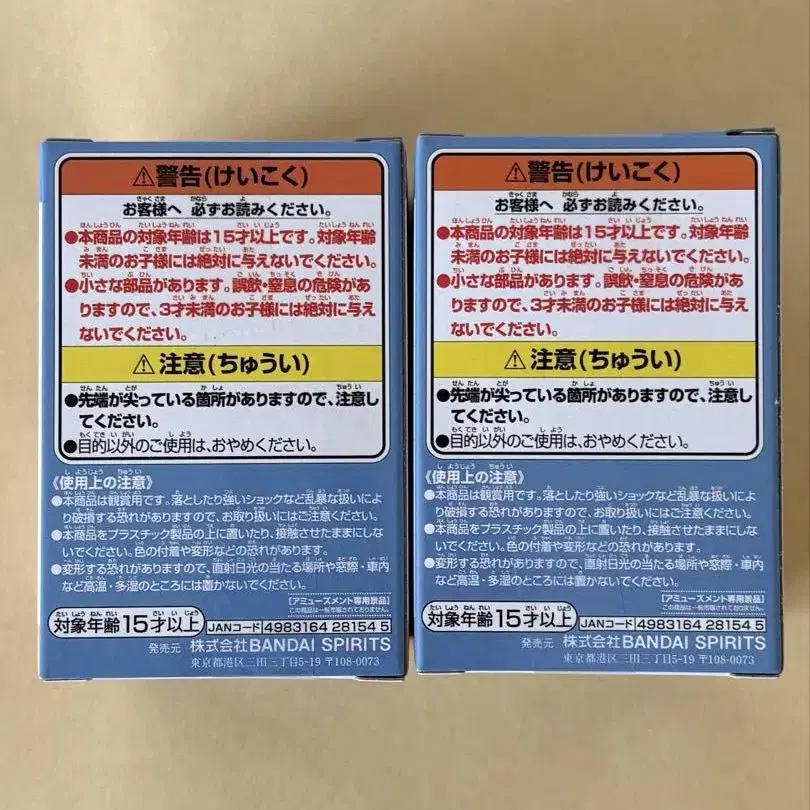 ⚠警告(けいこく)
お客様へ 必ずお読みください。
●本商品の対象年齢は15才以上です。対象年齢
未満のお子様には絶対に与えないでください。
●小さな部品があります。誤飲・窒息の危険があ
りますので、3才未満のお子様には絶対に与え
ないでください。
⚠注意(ちゅうい)
●先端が尖っている箇所がありますので、注意し
てください。
●目的以外のご使用は、おやめください。
《使用上の注意》
●本商品は観賞用です。落としたり強いショックなど乱暴な扱いによ
り破損する恐れがありますので、お取り扱いにはご注意ください。
●本商品をプラスチック製品の上に置いたり、接触させたままにし
ないでください。色の付着や変形などの恐れがあります。
●変形する恐れがありますので、直射日光の当たる場所や窓際・車内
など高温・多湿のところには置かないでください。
【アミューズメント専用景品】
この商品は一般市販されておりません。
対象年齢15才以上
JANコード 4983164 28154 5
発売元 株式会社BANDAI SPIRITS
東京都港区三田三丁目5-19 〒108-0073
⚠警告(けいこく)
お客様へ 必ずお読みください。
●本商品の対象年齢は15才以上です。対象年齢
未満のお子様には絶対に与えないでください。
●小さな部品があります。誤飲・窒息の危険があ
りますので、3才未満のお子様には絶対に与え
ないでください。
⚠注意(ちゅうい)
●先端が尖っている箇所がありますので、注意し
てください。
●目的以外のご使用は、おやめください。
《使用上の注意》
●本商品は観賞用です。落としたり強いショックなど乱暴な扱いによ
り破損する恐れがありますので、お取り扱いにはご注意ください。
●本商品をプラスチック製品の上に置いたり、接触させたままにし
ないでください。色の付着や変形などの恐れがあります。
●変形する恐れがありますので、直射日光の当たる場所や窓際・車内
など高温・多湿のところには置かないでください。
【アミューズメント専用景品】
この商品は一般市販されておりません。
対象年齢15才以上
JANコード 4983164 28154 5
発売元 株式会社BANDAI SPIRITS
東京都港区三田三丁目5-19 〒108-0073